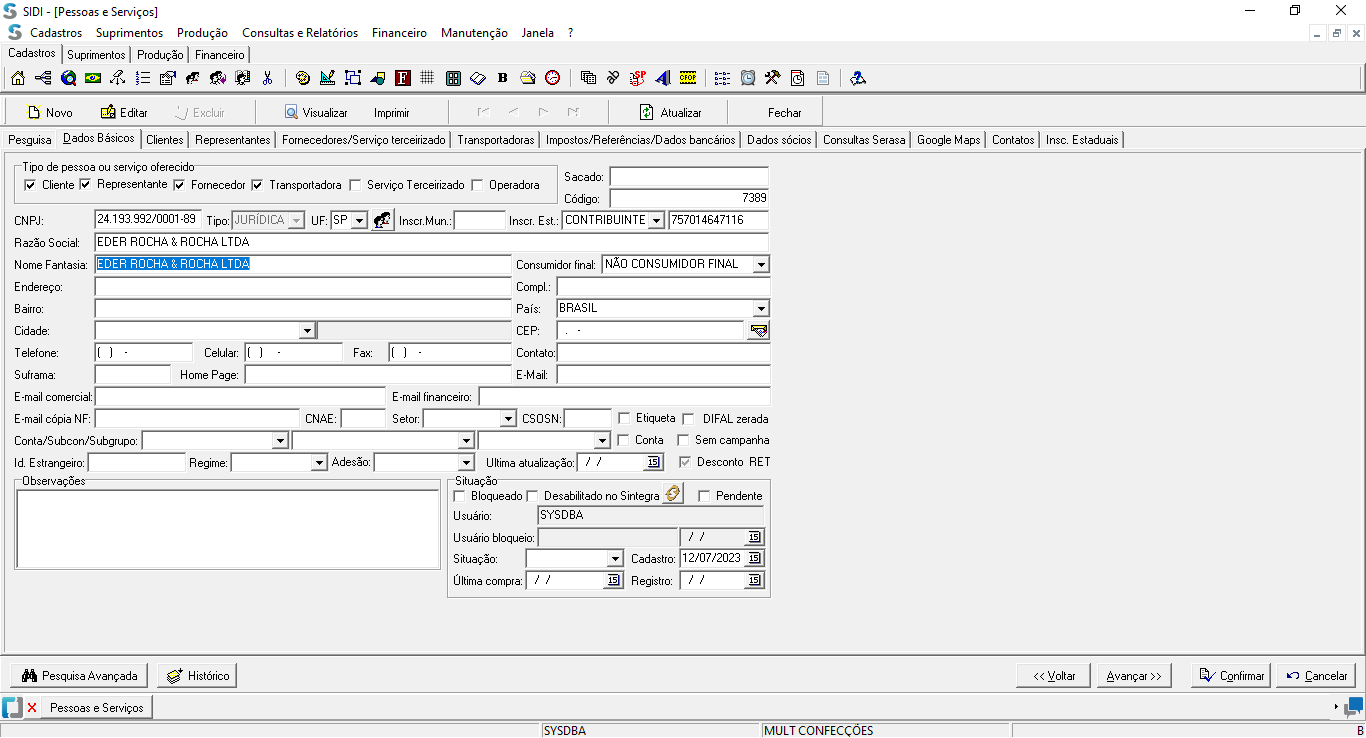 SIDI - [Pessoas e Serviços]
Cadastros Suprimentos Produção Consultas e Relatórios Financeiro Manutenção Janela ?
Cadastros Suprimentos Produção Financeiro
Novo Editar Excluir Visualizar Imprimir Atualizar Fechar
Pesquisa Dados Básicos Clientes Representantes Fornecedores/Serviço terceirizado Transportadoras Impostos/Referências/Dados bancários Dados sócios Consultas Serasa Google Maps Contatos Insc. Estaduais
Tipo de pessoa ou serviço oferecido
Cliente Representante Fornecedor Transportadora Serviço Terceirizado Operadora
Sacado:
Código: 7389
CNPJ: 24.193.992/0001-89 Tipo: JURÍDICA UF: SP Inscr.Mun.: Inscr. Est.: CONTRIBUINTE 757014647116
Razão Social: EDER ROCHA & ROCHA LTDA
Nome Fantasia: EDER ROCHA & ROCHA LTDA Consumidor final: NÃO CONSUMIDOR FINAL
Endereço: Compl.:
Bairro: País: BRASIL
Cidade: CEP: . -
Telefone: ( ) - Celular: ( ) - Fax: ( ) - Contato:
Suframa: Home Page: E-Mail:
E-mail comercial: E-mail financeiro:
E-mail cópia NF: CNAE: Setor: CSOSN: Etiqueta DIFAL zerada
Conta/Subcon/Subgrupo: Conta Sem campanha
Id. Estrangeiro: Regime: Adesão: Ultima atualização: / / 15 Desconto RET
Observações
Situação
Bloqueado Desabilitado no Sintegra Pendente
Usuário: SYSDBA
Usuário bloqueio: / / 15
Situação: Cadastro: 12/07/2023 15
Última compra: / / 15 Registro: / / 15
Pesquisa Avançada Histórico << Voltar Avançar >> Confirmar Cancelar
Pessoas e Serviços
SYSDBA MULT CONFECÇÕES B